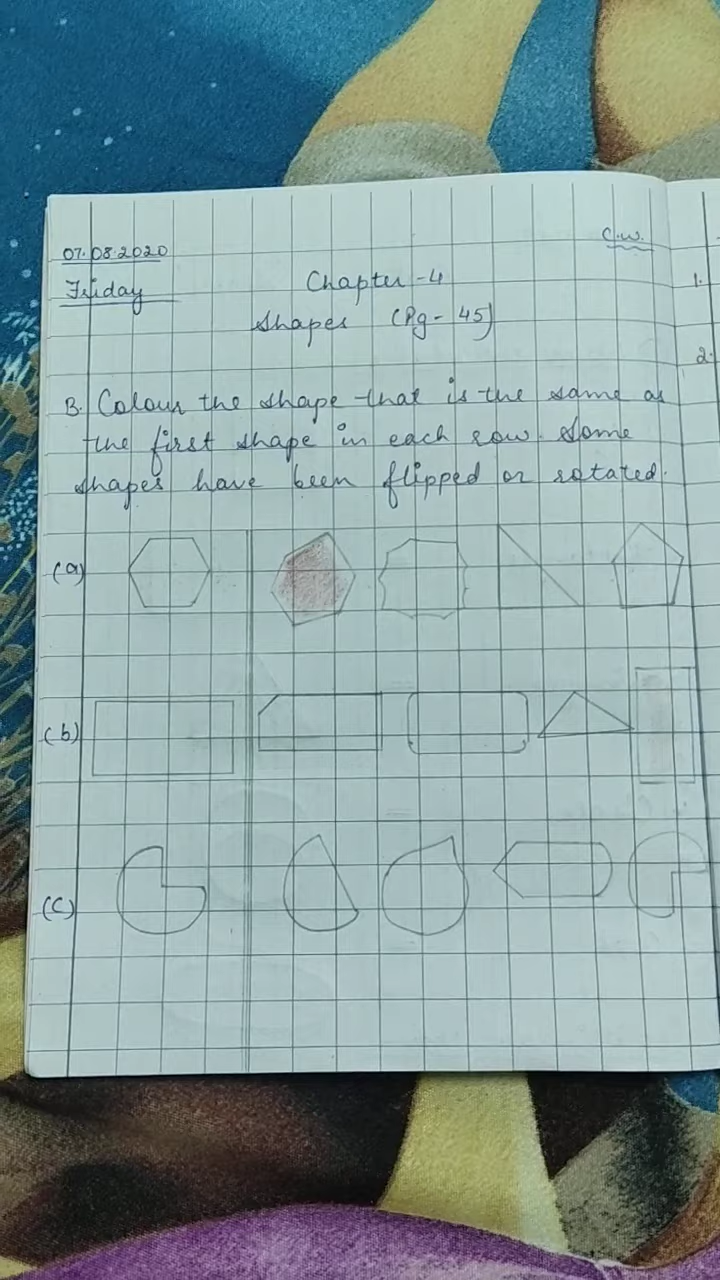 07.08.2020
C.W.
Friday
Chapter-4
Shapes (Pg- 45)
B. Colour the shape that is the same as
the first shape in each row. Some
shapes have been flipped or rotated.
(a)
(b)
(c)
1.
2.